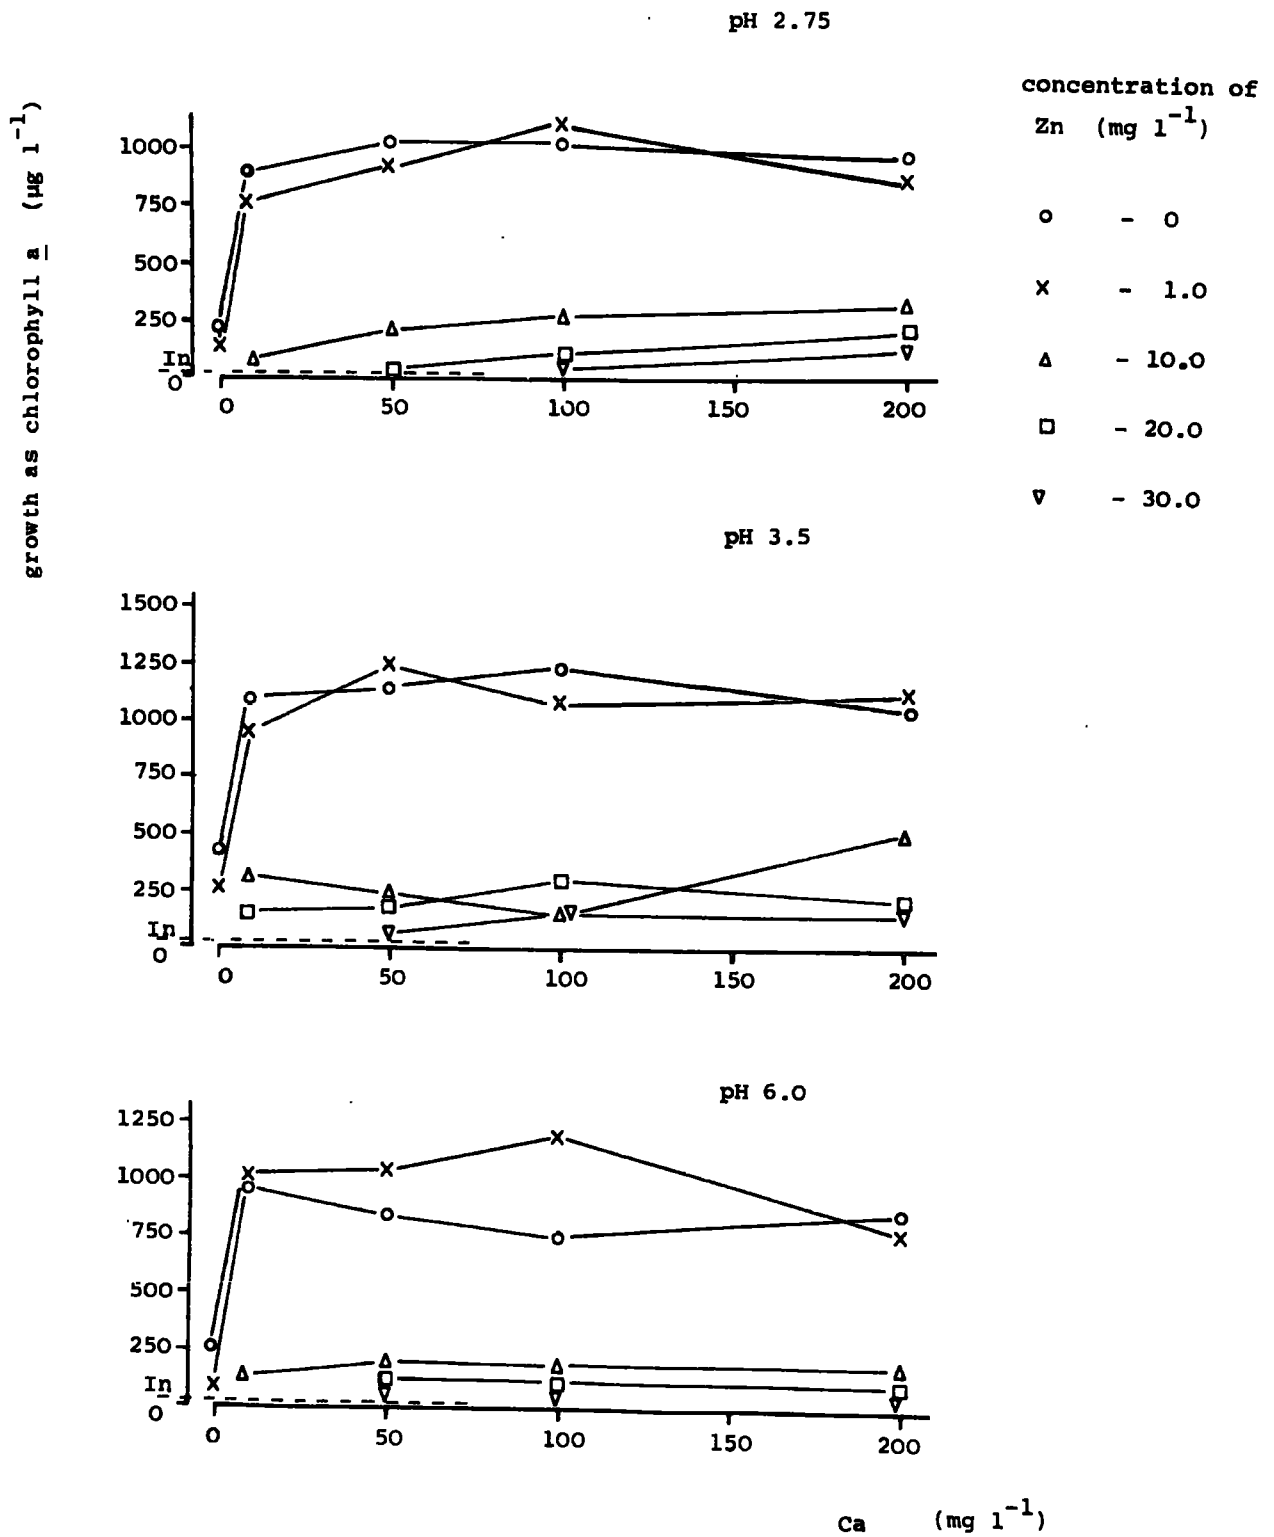 pH 2.75
concentration of
Zn (mg l⁻¹)
O - 0
X - 1.0
Δ - 10.0
□ - 20.0
∇ - 30.0
growth as chlorophyll a (µg l⁻¹)
1000
750
500
250
In
0
0 50 100 150 200
pH 3.5
1500
1250
1000
750
500
250
In
0
0 50 100 150 200
pH 6.0
1250
1000
750
500
250
In
0
0 50 100 150 200
Ca (mg l⁻¹)